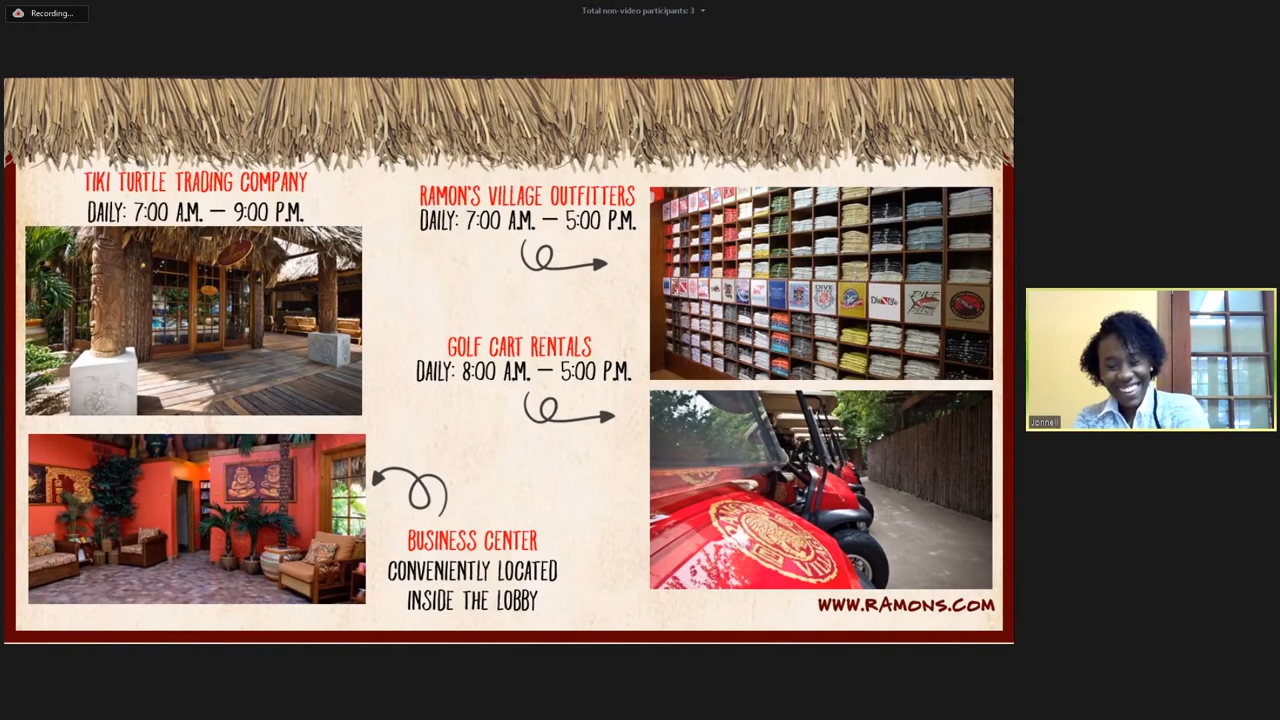 Recording...
Total non-video participants: 3
TIKI TURTLE TRADING COMPANY
DAILY: 7:00 A.M. – 9:00 P.M.
RAMON'S VILLAGE OUTFITTERS
DAILY: 7:00 A.M. – 5:00 P.M.
GOLF CART RENTALS
DAILY: 8:00 A.M. – 5:00 P.M.
BUSINESS CENTER
CONVENIENTLY LOCATED
INSIDE THE LOBBY
WWW.RAMONS.COM
Jonnell